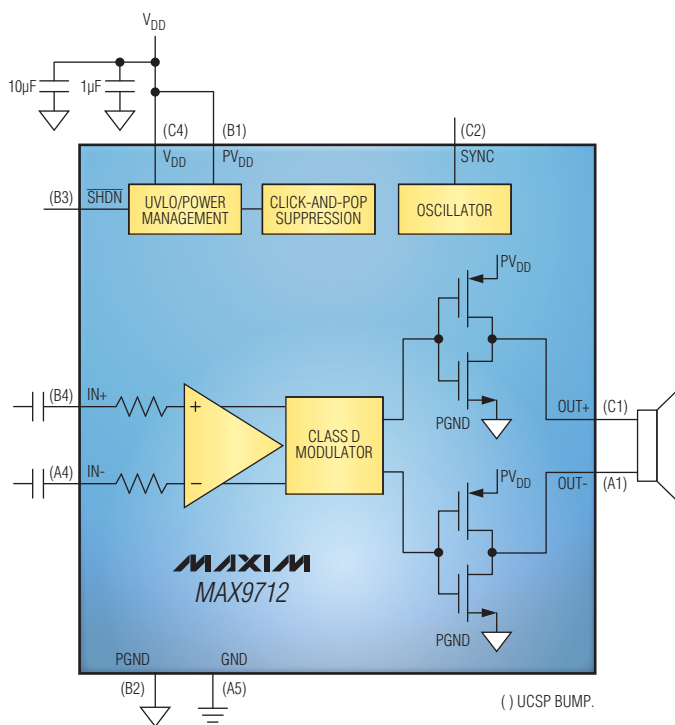 VDD
10µF
1µF
(C4)
(B1)
(C2)
VDD
PVDD
SYNC
(B3)
SHDN
UVLO/POWER
MANAGEMENT
CLICK-AND-POP
SUPPRESSION
OSCILLATOR
PVDD
(B4)
IN+
+
CLASS D
MODULATOR
PGND
OUT+
(C1)
(A4)
IN-
−
PVDD
OUT-
(A1)
MAXIM
MAX9712
PGND
PGND
GND
(B2)
(A5)
( ) UCSP BUMP.